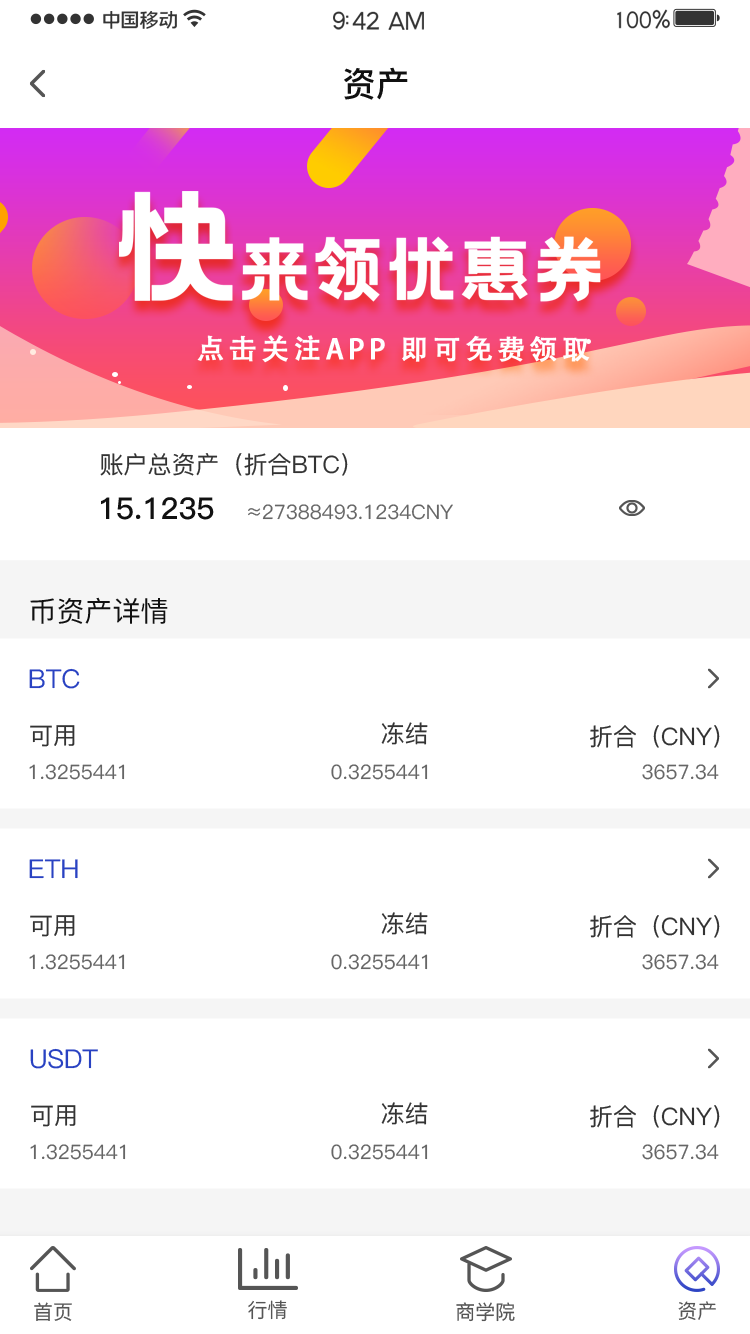 中国移动 9:42 AM 100%
资产
快来领优惠券
点击关注APP 即可免费领取
账户总资产（折合BTC）
15.1235 ≈27388493.1234CNY
币资产详情
BTC
可用 冻结 折合（CNY）
1.3255441 0.3255441 3657.34
ETH
可用 冻结 折合（CNY）
1.3255441 0.3255441 3657.34
USDT
可用 冻结 折合（CNY）
1.3255441 0.3255441 3657.34
首页 行情 商学院 资产